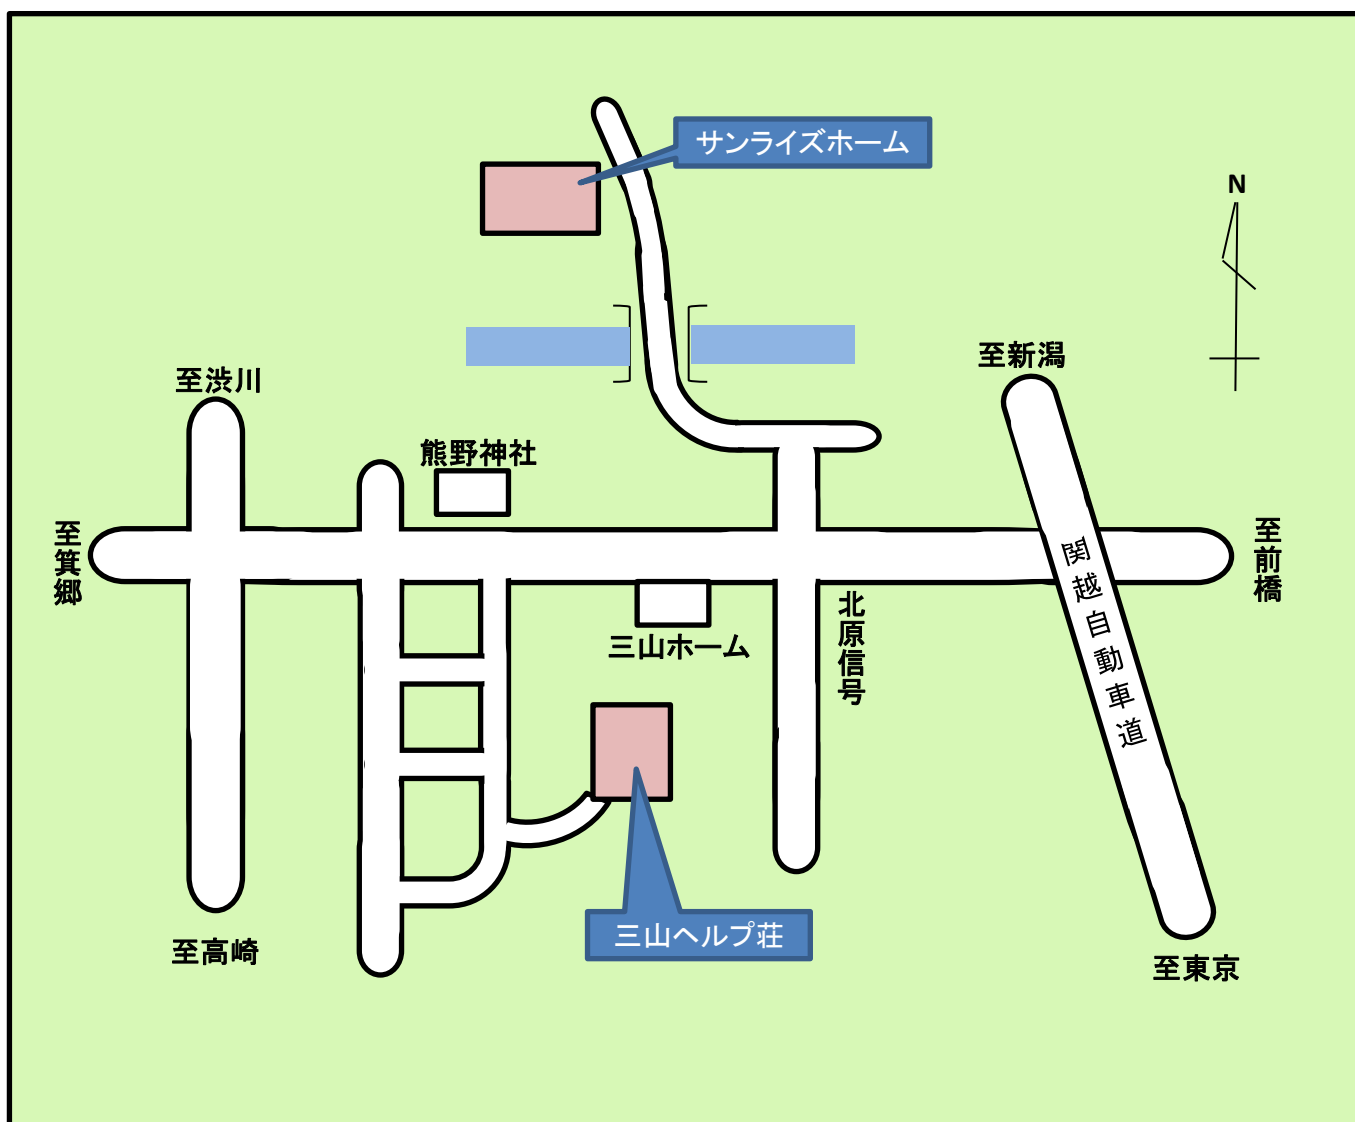 サンライズホーム
N
至新潟
至渋川
熊野神社
至箕郷
至前橋
関越自動車道
北原信号
三山ホーム
三山ヘルプ荘
至高崎
至東京